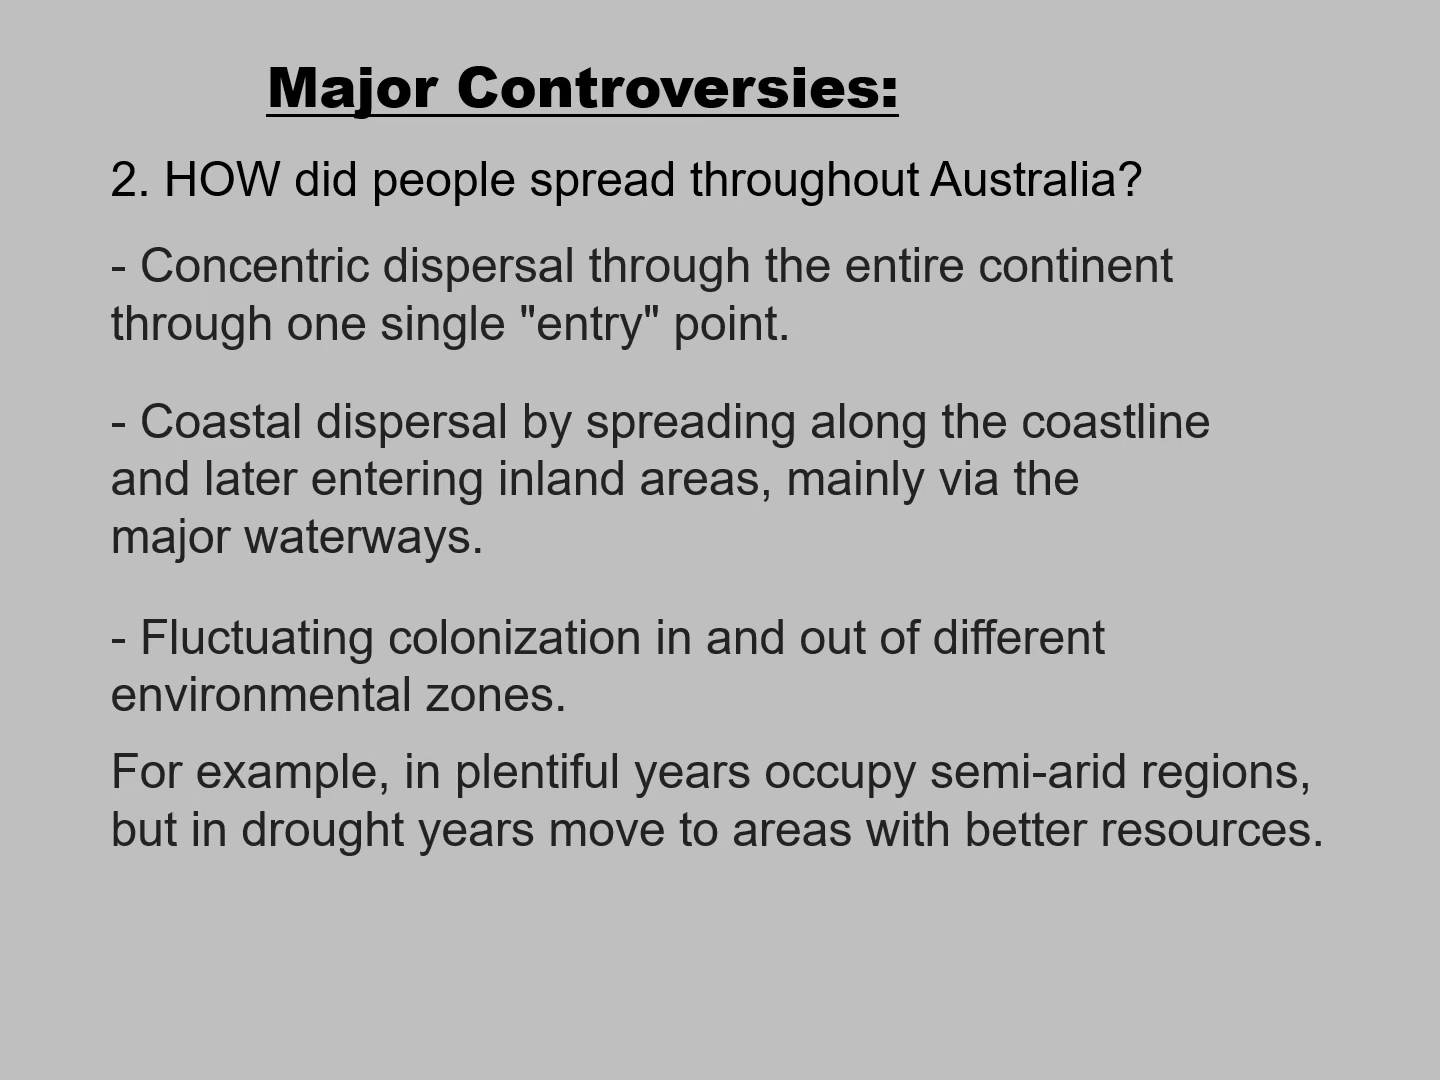 Major Controversies:
2. HOW did people spread throughout Australia?
- Concentric dispersal through the entire continent
through one single "entry" point.
- Coastal dispersal by spreading along the coastline
and later entering inland areas, mainly via the
major waterways.
- Fluctuating colonization in and out of different
environmental zones.
For example, in plentiful years occupy semi-arid regions,
but in drought years move to areas with better resources.